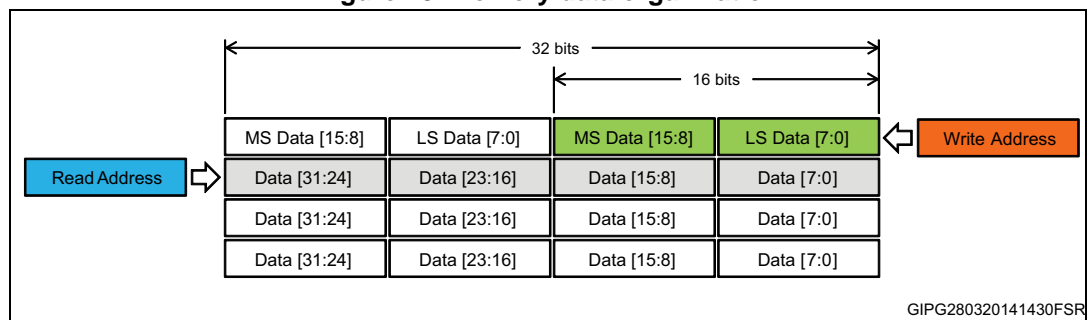 32 bits
16 bits
MS Data [15:8] LS Data [7:0] MS Data [15:8] LS Data [7:0] Write Address
Read Address Data [31:24] Data [23:16] Data [15:8] Data [7:0]
Data [31:24] Data [23:16] Data [15:8] Data [7:0]
Data [31:24] Data [23:16] Data [15:8] Data [7:0]
GIPG280320141430FSR